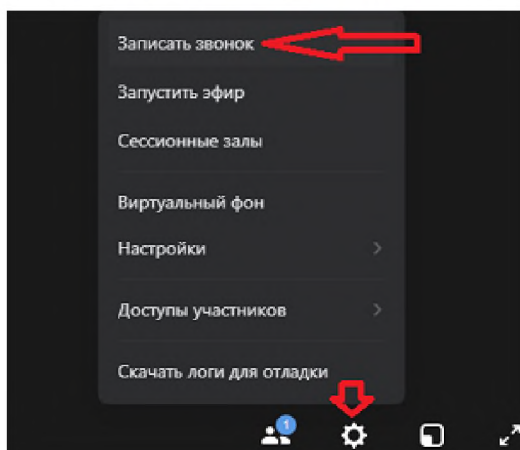 Записать звонок
Запустить эфир
Сессионные залы
Виртуальный фон
Настройки
Доступы участников
Скачать логи для отладки
1